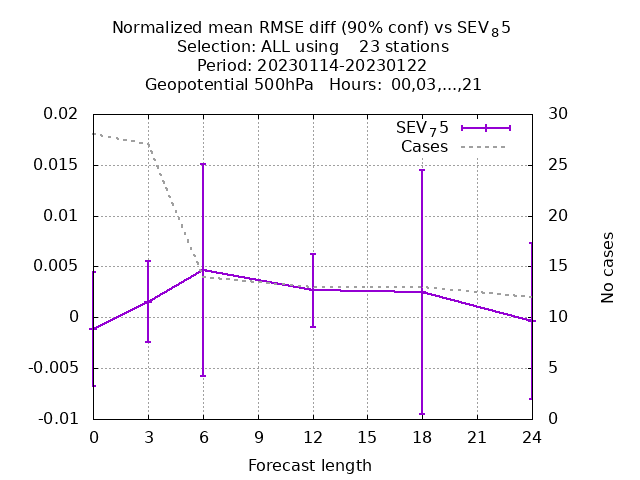 Normalized mean RMSE diff (90% conf) vs SEV₈5
Selection: ALL using    23 stations
Period: 20230114-20230122
Geopotential 500hPa   Hours:  00,03,...,21
0.02
0.015
0.01
0.005
0
-0.005
-0.01
30
25
20
15
10
5
0
SEV₇5
Cases
No cases
0 3 6 9 12 15 18 21 24
Forecast length